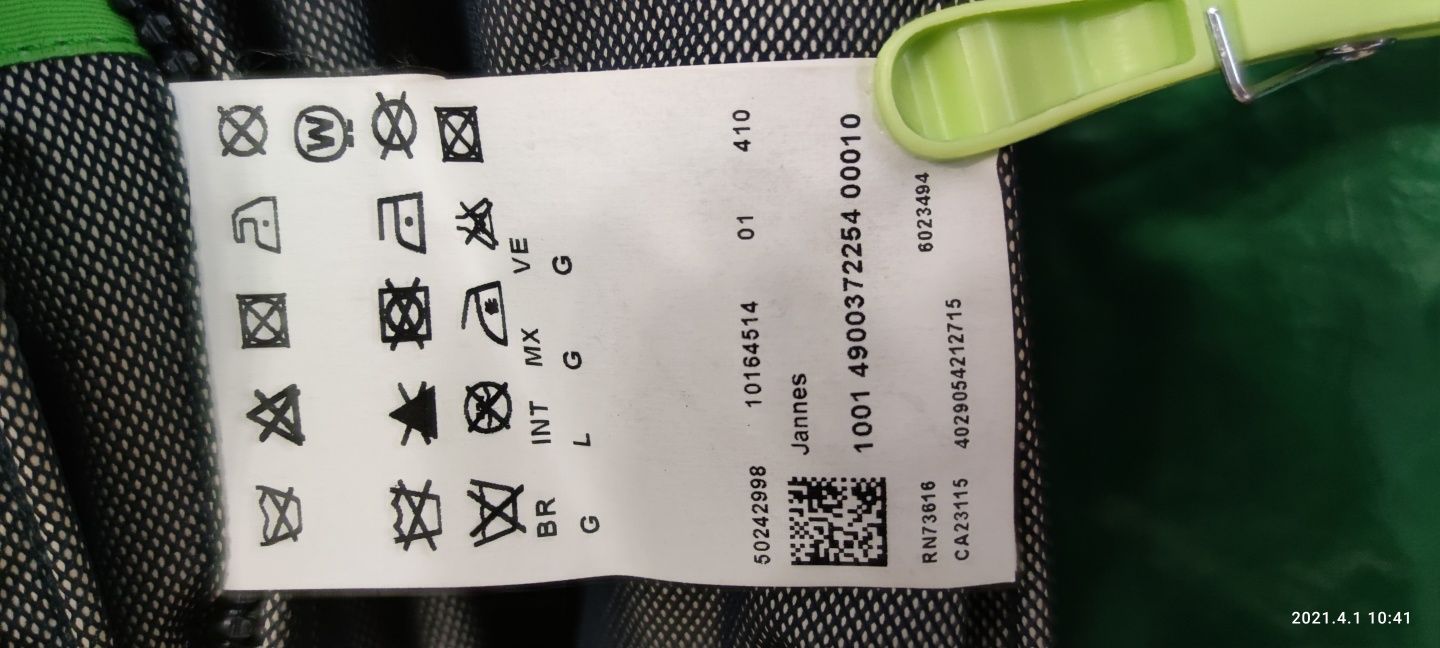 W
BR INT MX VE
G L G G
50242998 10164514 01 410
Jannes
1001 4900372254 00010
RN73616 6023494
CA23115 4029054212715
2021.4.1 10:41